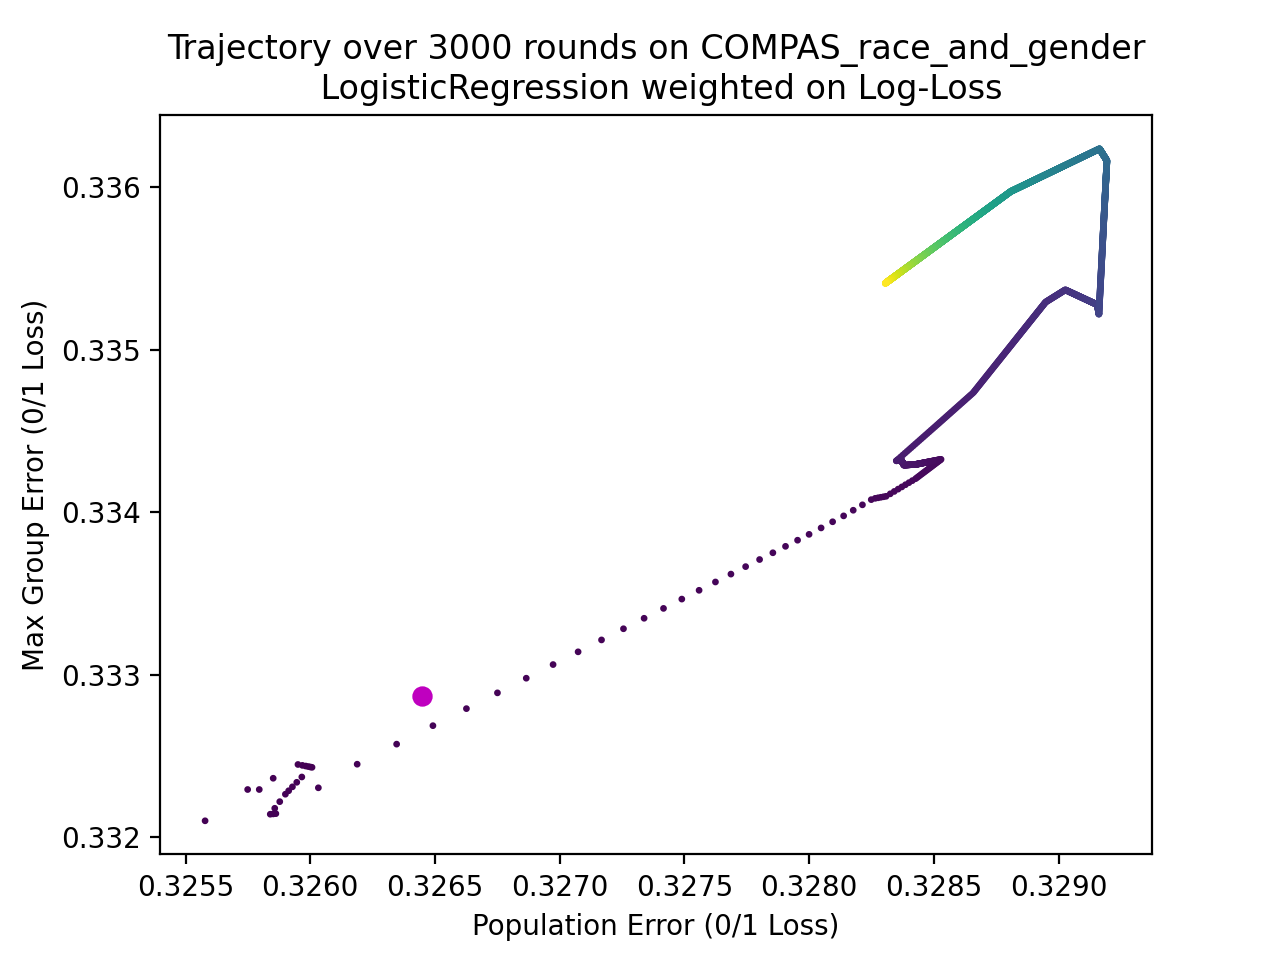 Trajectory over 3000 rounds on COMPAS_race_and_gender
LogisticRegression weighted on Log-Loss
Max Group Error (0/1 Loss)
0.336
0.335
0.334
0.333
0.332
0.3255 0.3260 0.3265 0.3270 0.3275 0.3280 0.3285 0.3290
Population Error (0/1 Loss)